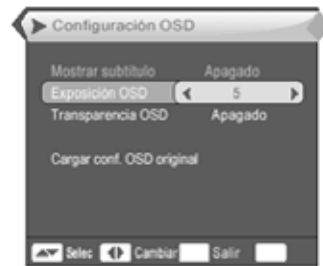 Configuración OSD
Mostrar subtítulo Apagado
Exposición OSD 5
Transparencia OSD Apagado
Cargar conf. OSD original
Selec Cambiar Salir